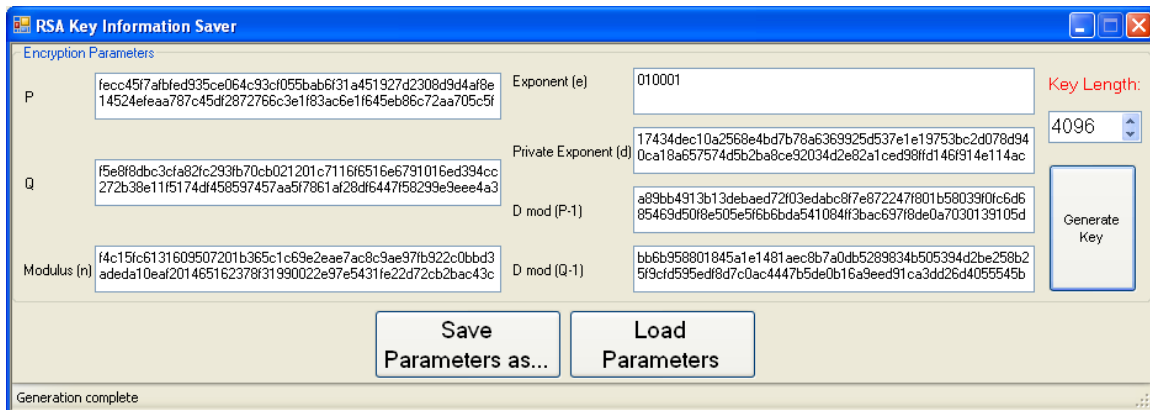 RSA Key Information Saver
Encryption Parameters
P
fecc45f7afbfed935ce064c93cf055bab6f31a451927d2308d9d4af8e
14524efeaa787c45df2872766c3e1f83ac6e1f645eb86c72aa705c5f
Q
f5e8f8dbc3cfa82fc293fb70cb021201c7116f6516e6791016ed394cc
272b38e11f5174df458597457aa5f7861af28df6447f58299e9eee4a3
Modulus (n)
f4c15fc6131609507201b365c1c69e2eae7ac8c9ae97fb922c0bbd3
adeda10eaf201465162378f31990022e97e5431fe22d72cb2bac43c
Exponent (e)
010001
Private Exponent (d)
17434dec10a2568e4bd7b78a6369925d537e1e19753bc2d078d94
0ca18a657574d5b2ba8ce92034d2e82a1ced98ffd146f914e114ac
D mod (P-1)
a89bb4913b13debaed72f03edabc8f7e872247f801b58039f0fc6d6
85469d50f8e505e5f6b6bda541084ff3bac697f8de0a7030139105d
D mod (Q-1)
bb6b958801845a1e1481aec8b7a0db5289834b505394d2be258b2
5f9cfd595edf8d7c0ac4447b5de0b16a9eed91ca3dd26d4055545b
Key Length:
4096
Generate
Key
Save
Parameters as...
Load
Parameters
Generation complete